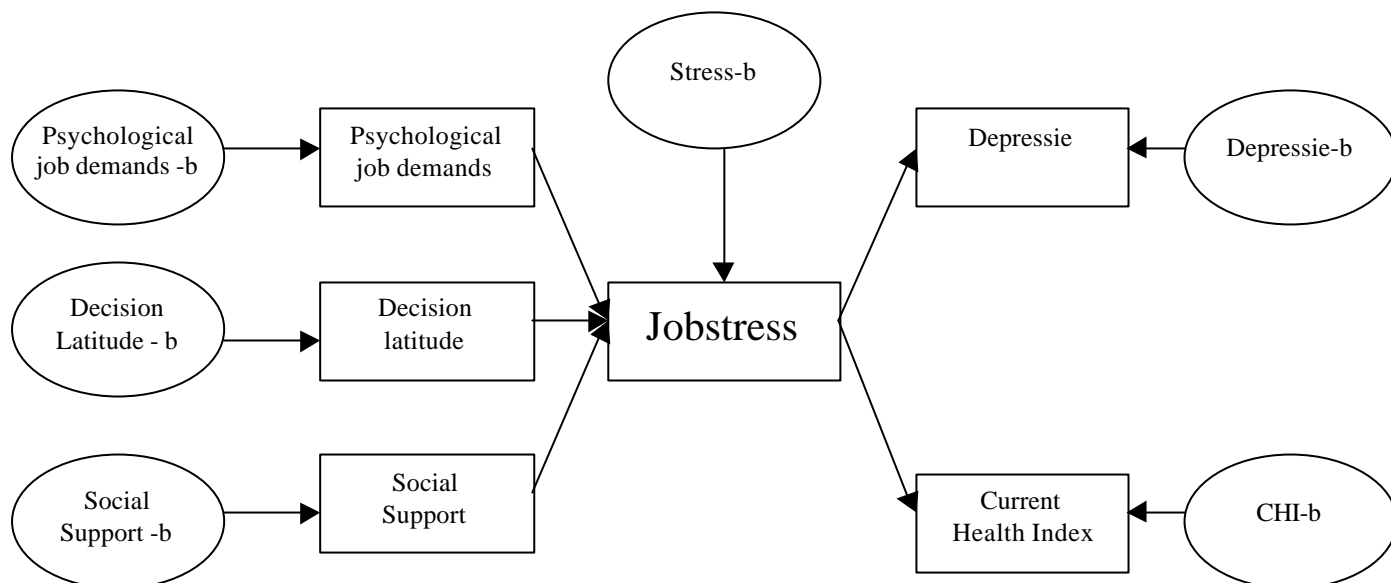 Stress-b
Psychological
job demands -b
Psychological
job demands
Depressie
Depressie-b
Decision
Latitude - b
Decision
latitude
Jobstress
Social
Support -b
Social
Support
Current
Health Index
CHI-b